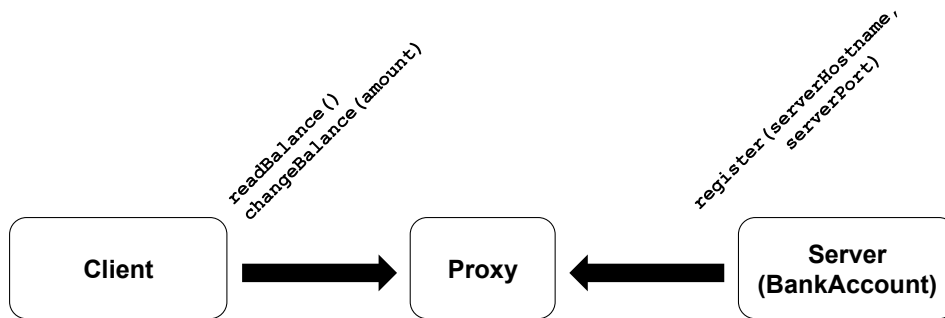 readBalance()
changeBalance(amount)
register(serverHostname,
serverPort)
Client
Proxy
Server
(BankAccount)